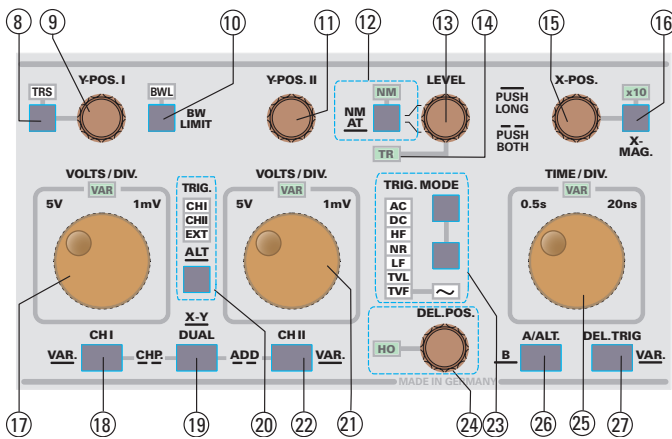 8 9 10 11 12 13 14 15 16
Y-POS. I Y-POS. II LEVEL X-POS.
TRS BWL NM x10
BW LIMIT
NM
AT
PUSH LONG
PUSH BOTH
X-MAG.
TR
VOLTS / DIV. VOLTS / DIV. TIME / DIV.
VAR VAR VAR
5V 1mV 5V 1mV 0.5s 20ns
TRIG.
CHI
CHII
EXT
ALT
TRIG. MODE
AC
DC
HF
NR
LF
TVL
TVF
~
X-Y
CH I DUAL CH II
VAR. CHP. ADD VAR.
DEL.POS.
HO
A/ALT. DEL.TRIG
B VAR.
MADE IN GERMANY
17 18 19 20 22 21 24 23 26 25 27